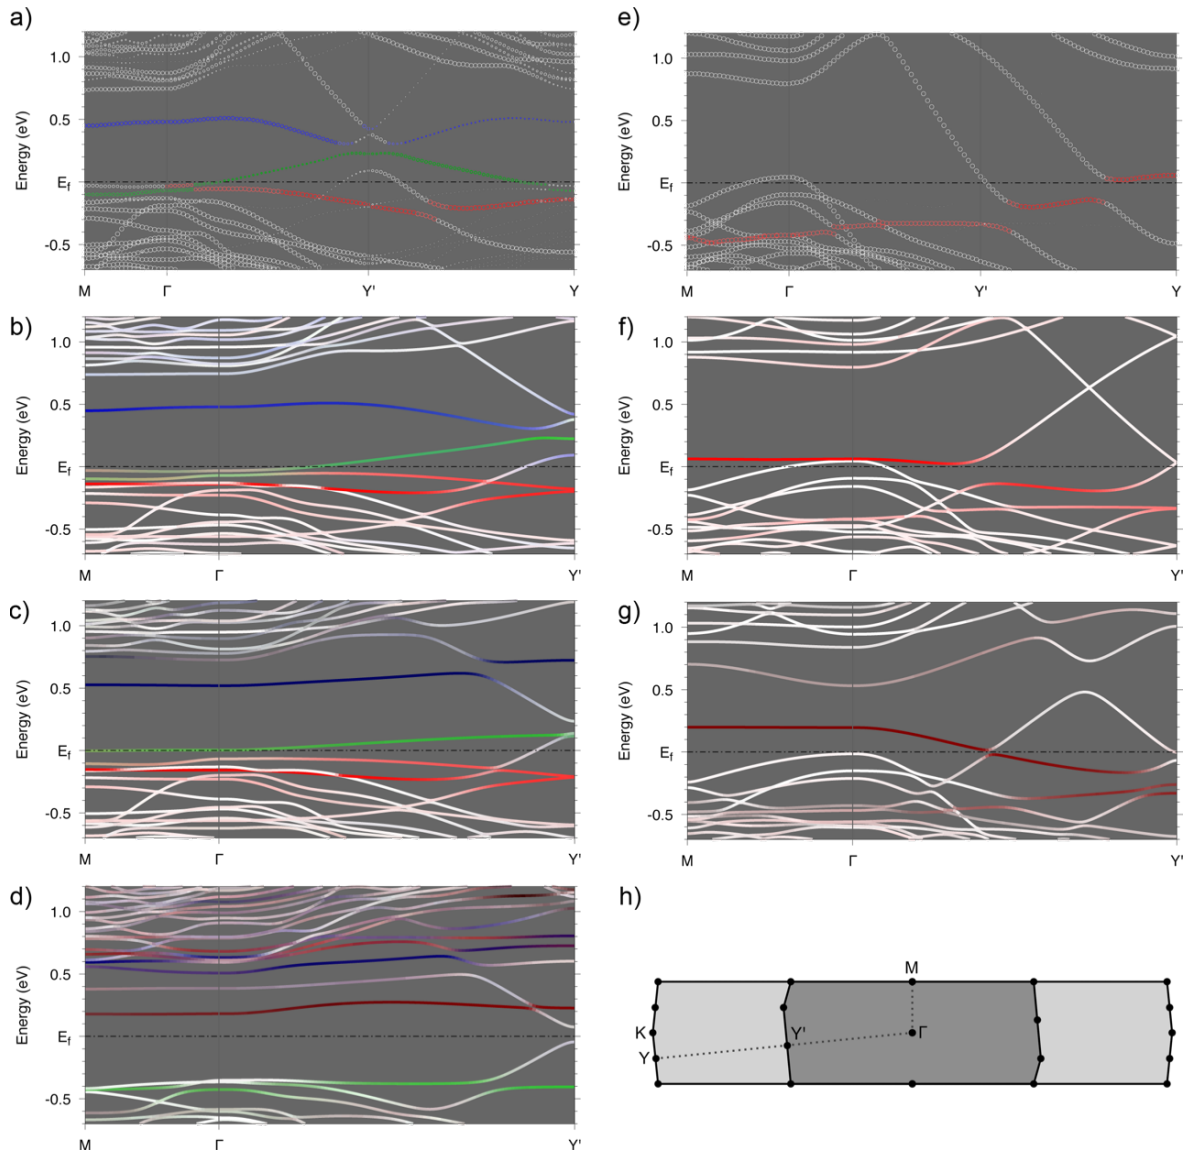 a)
Energy (eV)
1.0
0.5
Ef
-0.5
M Γ Y' Y
e)
Energy (eV)
1.0
0.5
Ef
-0.5
M Γ Y' Y
b)
Energy (eV)
1.0
0.5
Ef
-0.5
M Γ Y'
f)
Energy (eV)
1.0
0.5
Ef
-0.5
M Γ Y'
c)
Energy (eV)
1.0
0.5
Ef
-0.5
M Γ Y'
g)
Energy (eV)
1.0
0.5
Ef
-0.5
M Γ Y'
d)
Energy (eV)
1.0
0.5
Ef
-0.5
M Γ Y'
h)
M
K Y' Γ
Y